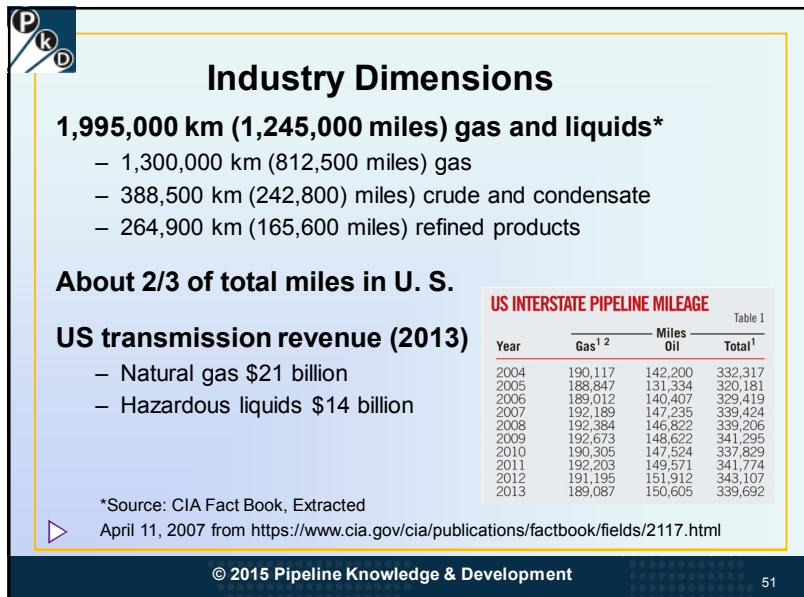 PkD
Industry Dimensions
1,995,000 km (1,245,000 miles) gas and liquids*
– 1,300,000 km (812,500 miles) gas
– 388,500 km (242,800) miles) crude and condensate
– 264,900 km (165,600 miles) refined products
About 2/3 of total miles in U. S.
US transmission revenue (2013)
– Natural gas $21 billion
– Hazardous liquids $14 billion
US INTERSTATE PIPELINE MILEAGE
Table 1
Miles
Year Gas¹ ² Oil Total¹
2004 190,117 142,200 332,317
2005 188,847 131,334 320,181
2006 189,012 140,407 329,419
2007 192,189 147,235 339,424
2008 192,384 146,822 339,206
2009 192,673 148,622 341,295
2010 190,305 147,524 337,829
2011 192,203 149,571 341,774
2012 191,195 151,912 343,107
2013 189,087 150,605 339,692
*Source: CIA Fact Book, Extracted
April 11, 2007 from https://www.cia.gov/cia/publications/factbook/fields/2117.html
© 2015 Pipeline Knowledge & Development
51